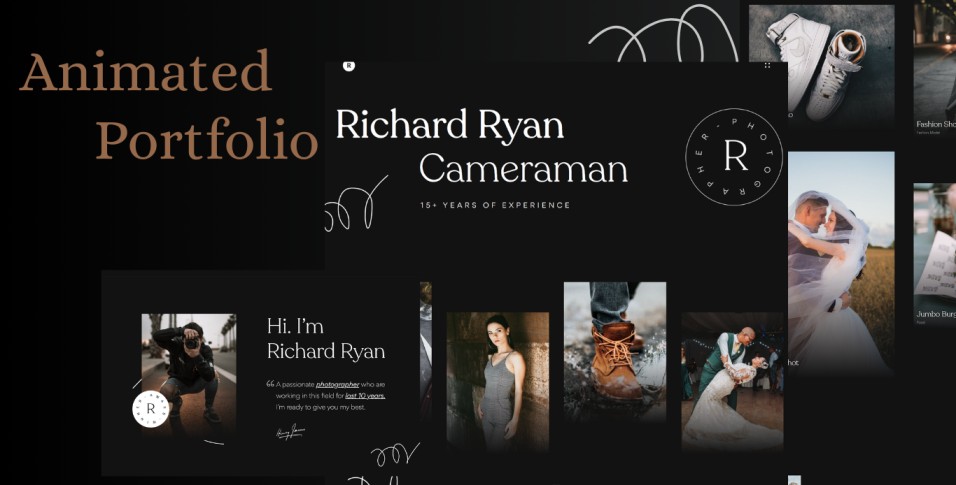 Animated
Portfolio
R
Richard Ryan
Cameraman
15+ YEARS OF EXPERIENCE
PHOTOGRAPHER -
R
Hi, I'm
Richard Ryan
“ A passionate photographer who are
working in this field for last 10 years.
I'm ready to give you my best.
R
Fashion Sho
hot
Jumbo Burg